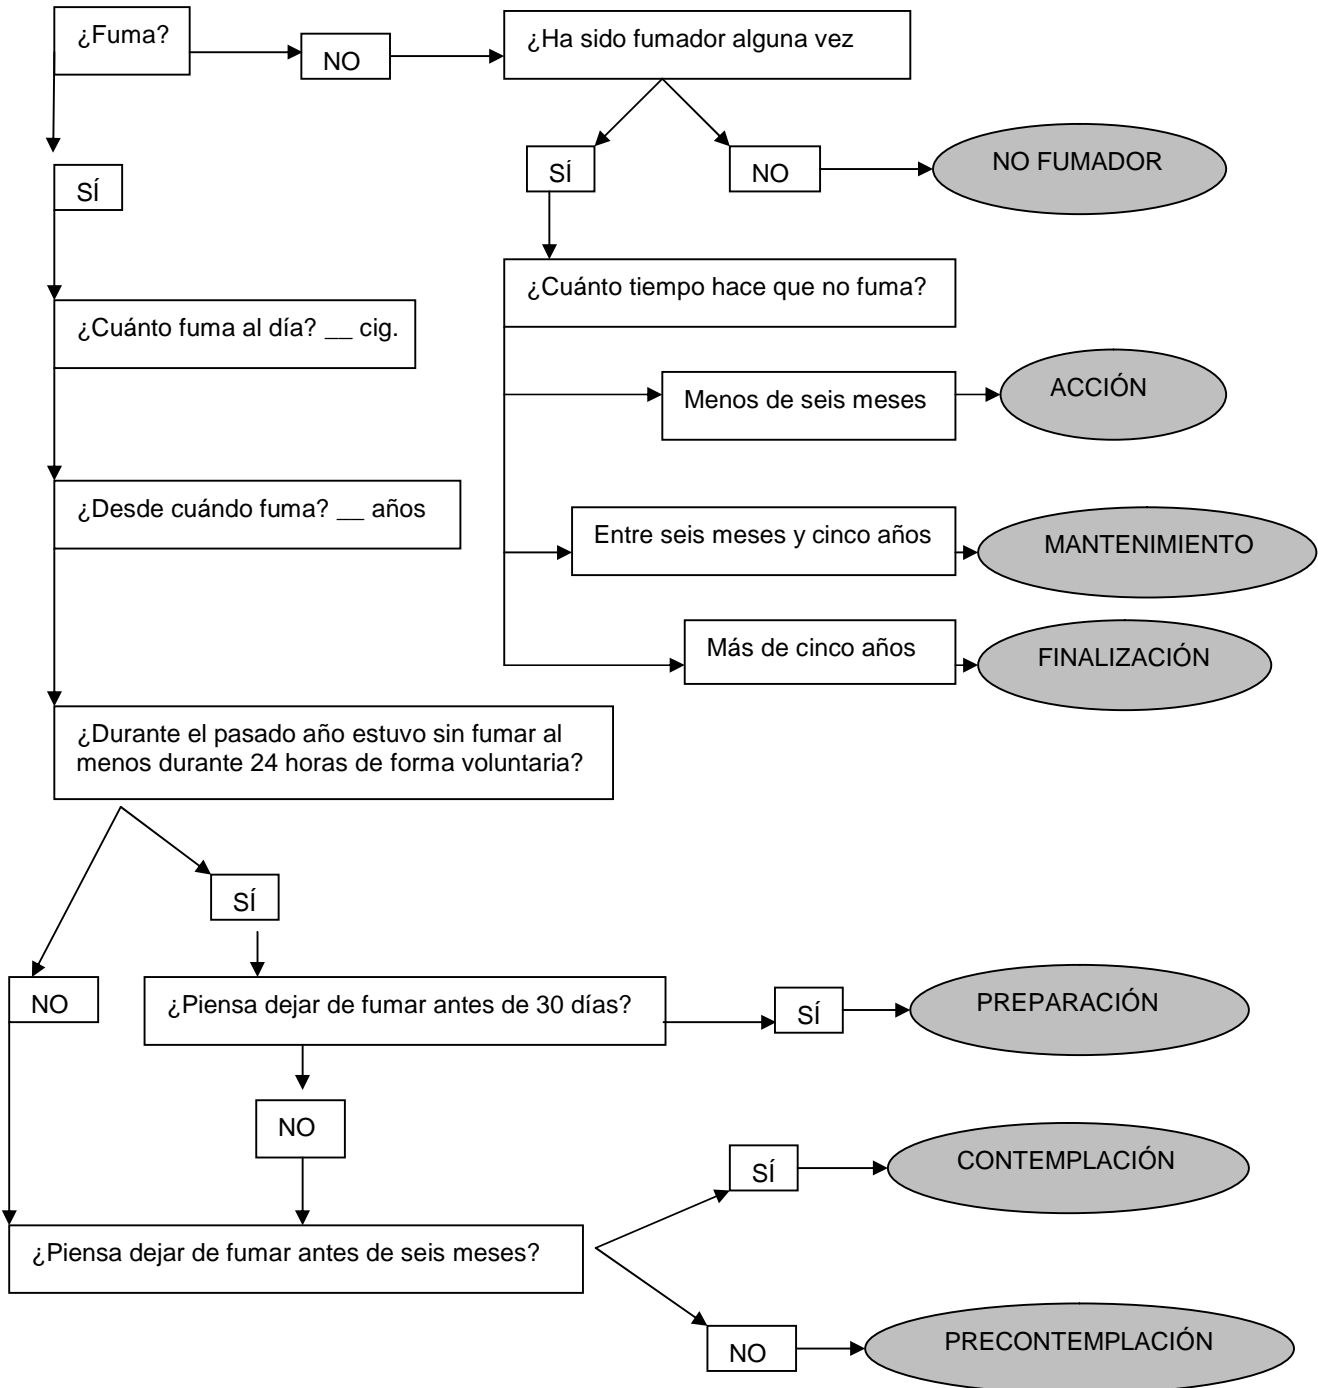 ¿Fuma?
NO
¿Ha sido fumador alguna vez
SÍ
NO
NO FUMADOR
SÍ
¿Cuánto tiempo hace que no fuma?
¿Cuánto fuma al día? __ cig.
Menos de seis meses
ACCIÓN
¿Desde cuándo fuma? __ años
Entre seis meses y cinco años
MANTENIMIENTO
Más de cinco años
FINALIZACIÓN
¿Durante el pasado año estuvo sin fumar al
menos durante 24 horas de forma voluntaria?
SÍ
NO
¿Piensa dejar de fumar antes de 30 días?
SÍ
PREPARACIÓN
NO
SÍ
CONTEMPLACIÓN
¿Piensa dejar de fumar antes de seis meses?
NO
PRECONTEMPLACIÓN